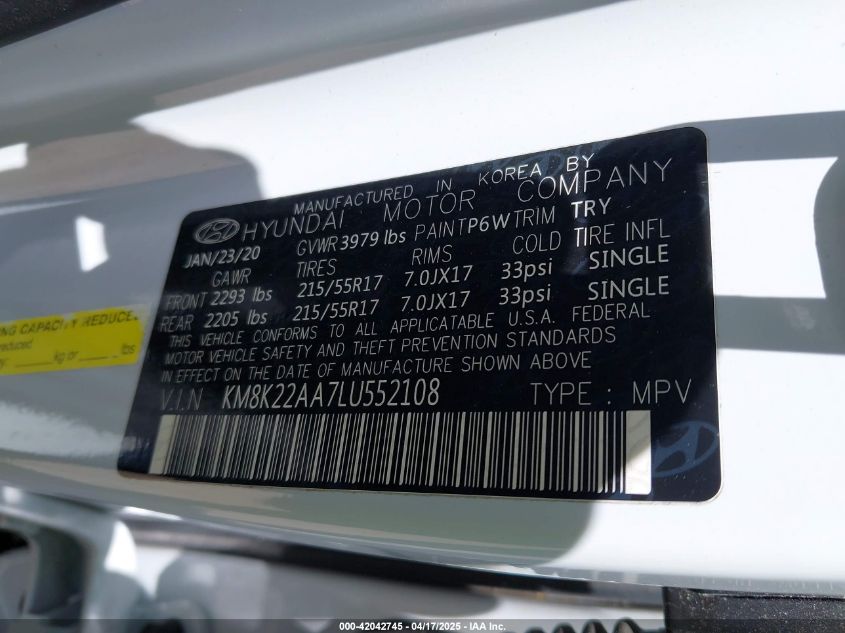 MANUFACTURED IN KOREA BY
HYUNDAI MOTOR COMPANY
JAN/23/20 GVWR 3979 lbs PAINT P6W TRIM TRY
GAWR TIRES RIMS COLD TIRE INFL
FRONT 2293 lbs 215/55R17 7.0JX17 33psi SINGLE
REAR 2205 lbs 215/55R17 7.0JX17 33psi SINGLE
THIS VEHICLE CONFORMS TO ALL APPLICATABLE U.S.A. FEDERAL
MOTOR VEHICLE SAFETY AND THEFT PREVENTION STANDARDS
IN EFFECT ON THE DATE OF MANUFACTURE SHOWN ABOVE
V.I.N KM8K22AA7LU552108 TYPE : MPV
CAPACITY REDUCED
kg or lbs
000-42042745 - 04/17/2025 - IAA Inc.